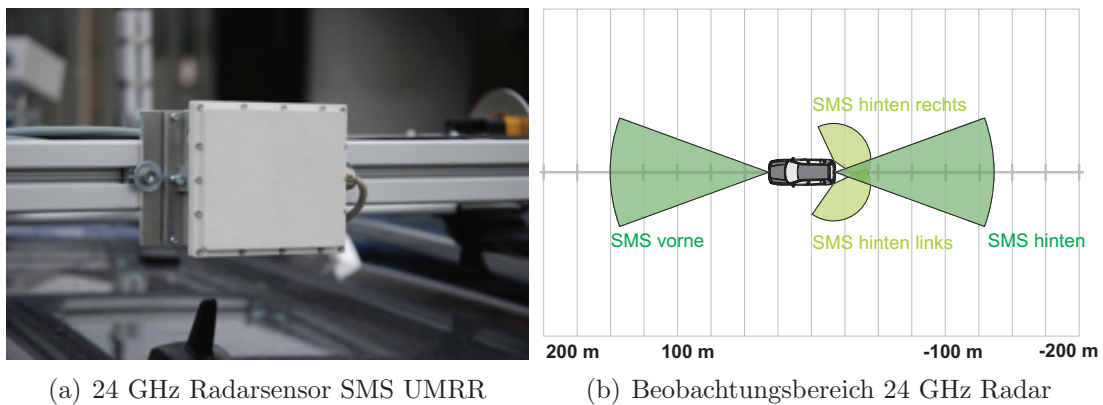 SMS hinten rechts
SMS vorne
SMS hinten links
SMS hinten
200 m
100 m
-100 m
-200 m
(a) 24 GHz Radarsensor SMS UMRR
(b) Beobachtungsbereich 24 GHz Radar